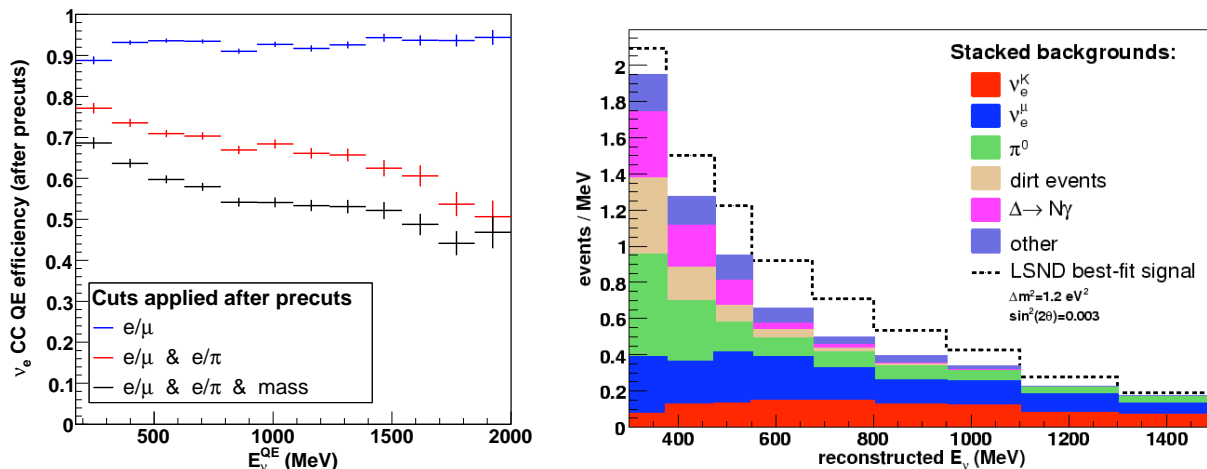 ν_e CC QE efficiency (after precuts)
1
0.9
0.8
0.7
0.6
0.5
0.4
0.3
0.2
0.1
0
Cuts applied after precuts
e/μ
e/μ & e/π
e/μ & e/π & mass
500
1000
1500
2000
E_ν^QE (MeV)
events / MeV
2
1.8
1.6
1.4
1.2
1
0.8
0.6
0.4
0.2
0
Stacked backgrounds:
ν_e^K
ν_e^μ
π^0
dirt events
Δ→ Nγ
other
LSND best-fit signal
Δm²=1.2 eV²
sin²(2θ)=0.003
400
600
800
1000
1200
1400
reconstructed E_ν (MeV)